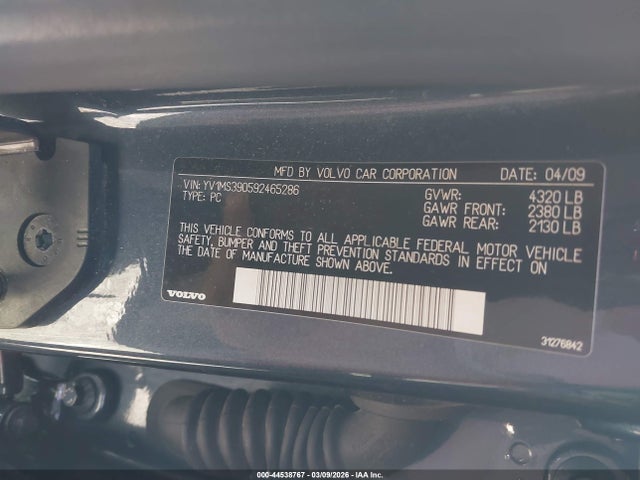 MFD BY VOLVO CAR CORPORATION DATE: 04/09
VIN: YV1MS390592465286
TYPE: PC
GVWR: 4320 LB
GAWR FRONT: 2380 LB
GAWR REAR: 2130 LB
THIS VEHICLE CONFORMS TO ALL APPLICABLE FEDERAL MOTOR VEHICLE
SAFETY, BUMPER AND THEFT PREVENTION STANDARDS IN EFFECT ON
THE DATE OF MANUFACTURE SHOWN ABOVE.
VOLVO
31276842
000-44538767 - 03/09/2026 - IAA Inc.